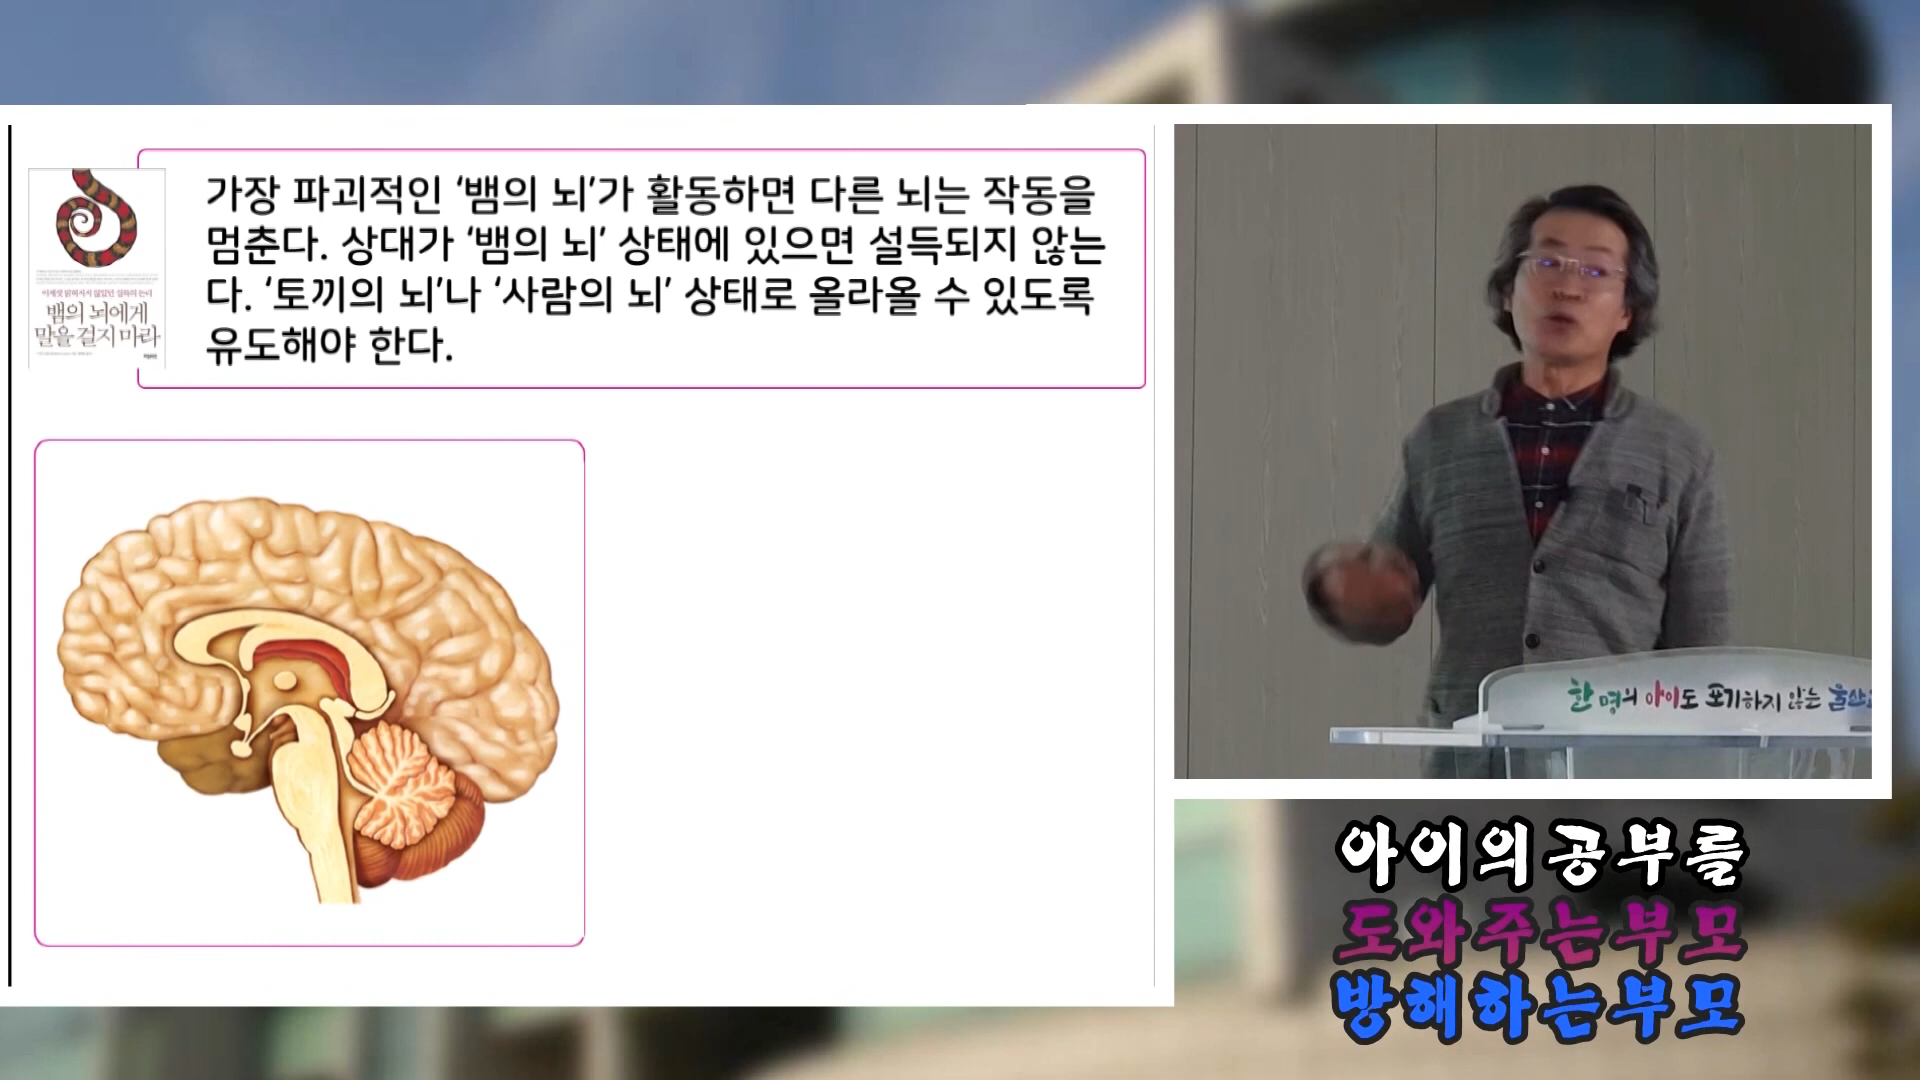 가장 파괴적인 ‘뱀의 뇌’가 활동하면 다른 뇌는 작동을
멈춘다. 상대가 ‘뱀의 뇌’ 상태에 있으면 설득되지 않는
다. ‘토끼의 뇌’나 ‘사람의 뇌’ 상태로 올라올 수 있도록
유도해야 한다.
뱀의 뇌에게
말을 걸지 마라
한 명의 아이도 포기하지 않는 울산
아이의공부를
도와주는부모
방해하는부모